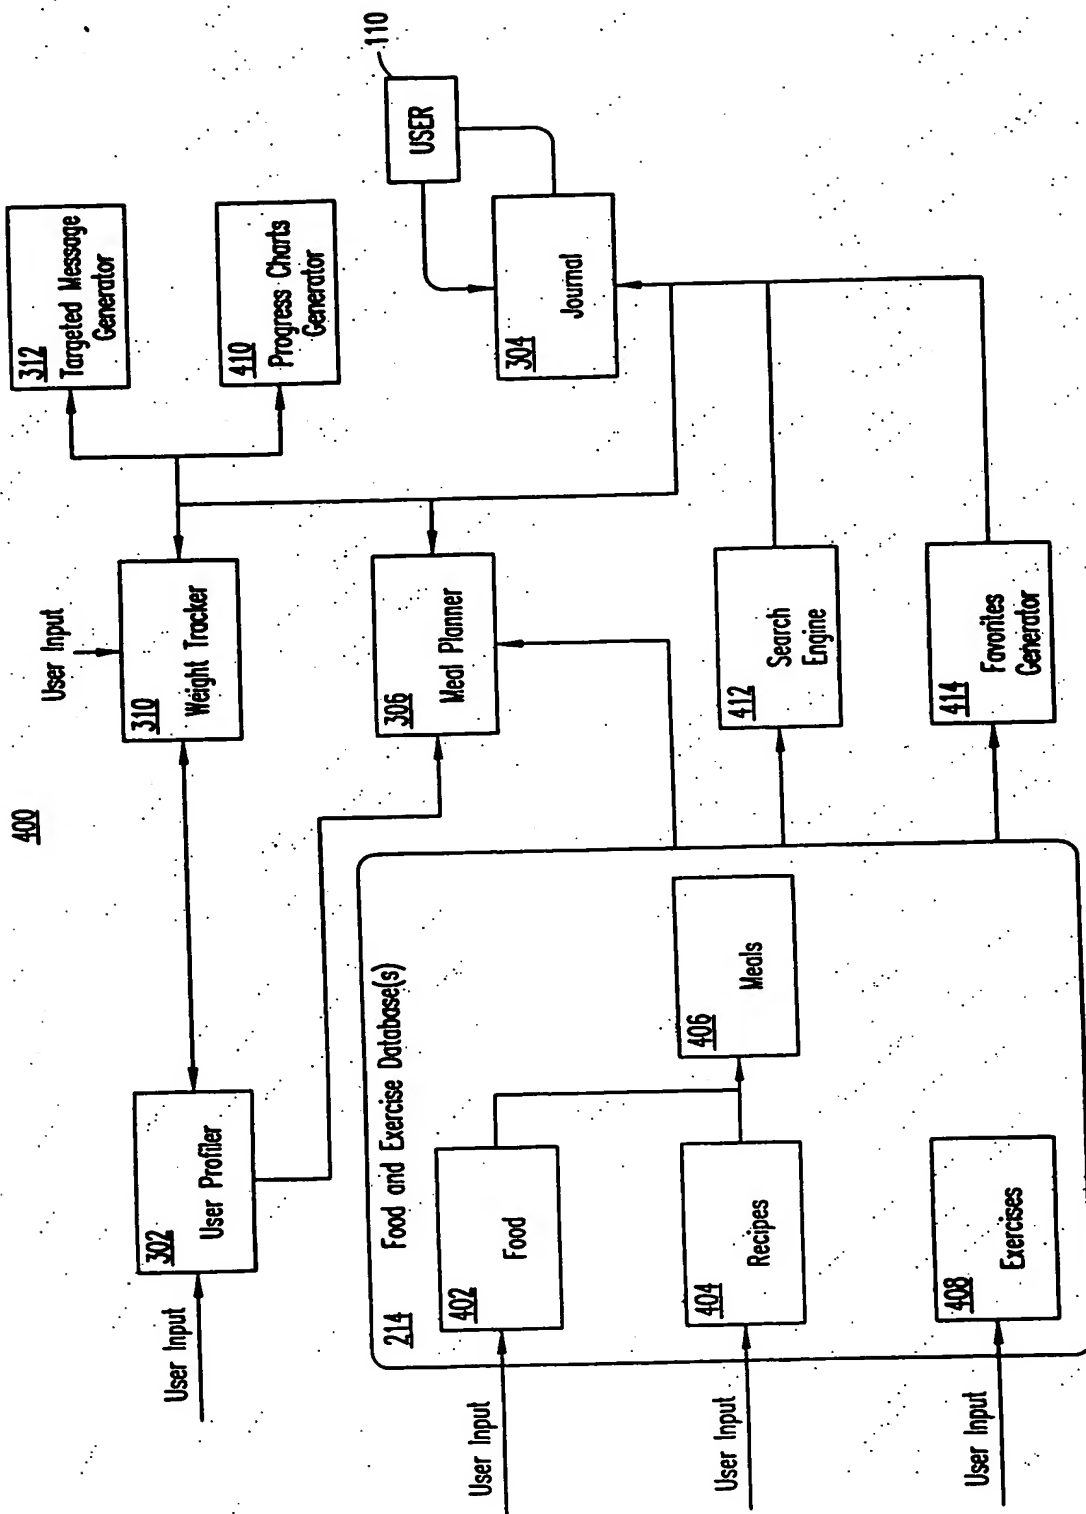 400
User Input
302
User Profiler
User Input
310
Weight Tracker
312
Targeted Message
Generator
410
Progress Charts
Generator
306
Meal Planner
110
USER
304
Journal
214
Food and Exercise Database(s)
User Input
402
Food
User Input
404
Recipes
406
Meals
User Input
408
Exercises
412
Search
Engine
414
Favorites
Generator